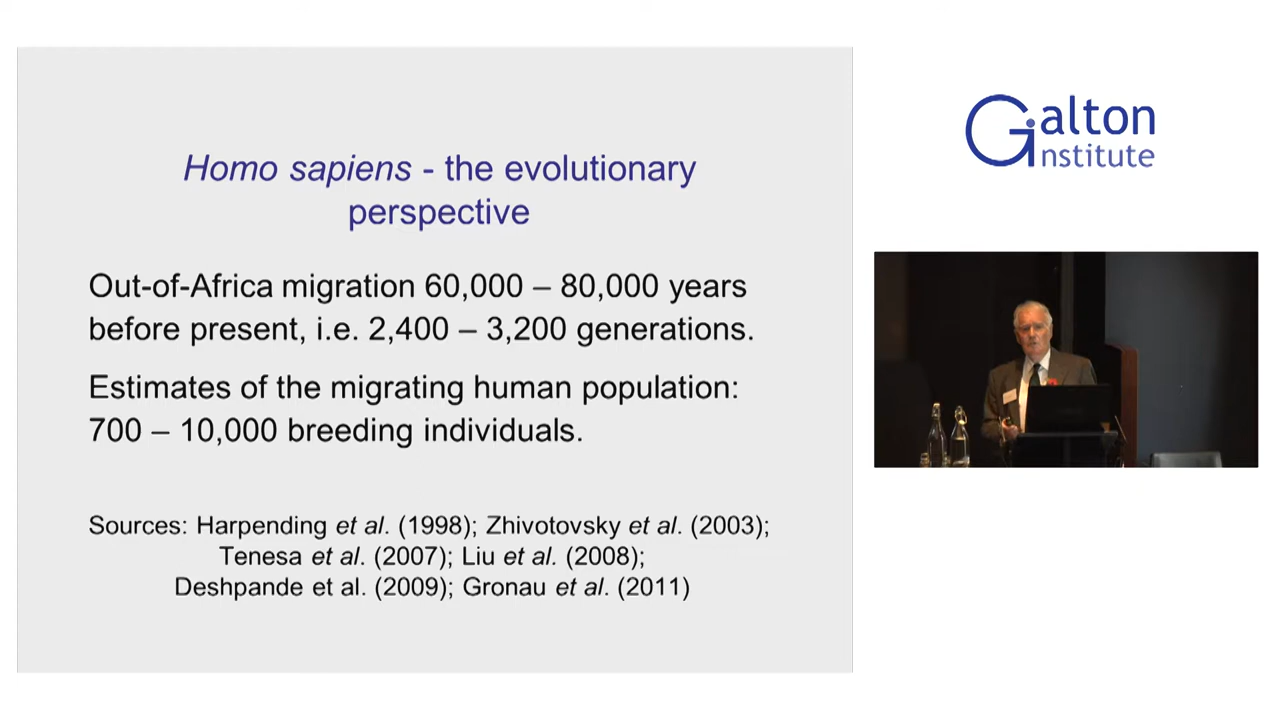 Homo sapiens - the evolutionary
perspective
Out-of-Africa migration 60,000 – 80,000 years
before present, i.e. 2,400 – 3,200 generations.
Estimates of the migrating human population:
700 – 10,000 breeding individuals.
Sources: Harpending et al. (1998); Zhivotovsky et al. (2003);
Tenesa et al. (2007); Liu et al. (2008);
Deshpande et al. (2009); Gronau et al. (2011)
Galton
institute